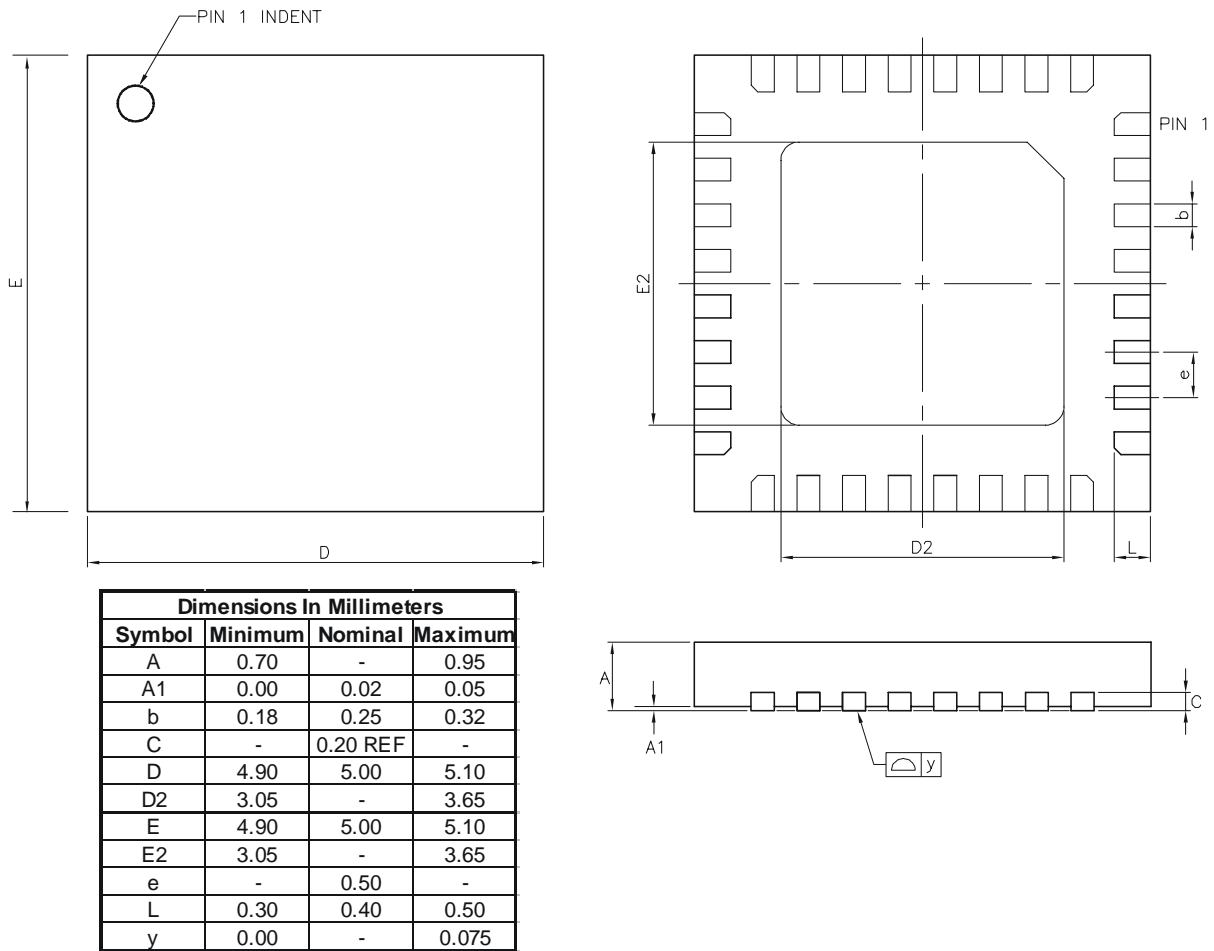 PIN 1 INDENT
PIN 1
b
E
E2
e
D
D2
L
Dimensions In Millimeters
Symbol Minimum Nominal Maximum
A 0.70 - 0.95
A1 0.00 0.02 0.05
b 0.18 0.25 0.32
C - 0.20 REF -
D 4.90 5.00 5.10
D2 3.05 - 3.65
E 4.90 5.00 5.10
E2 3.05 - 3.65
e - 0.50 -
L 0.30 0.40 0.50
y 0.00 - 0.075
A
C
A1
y